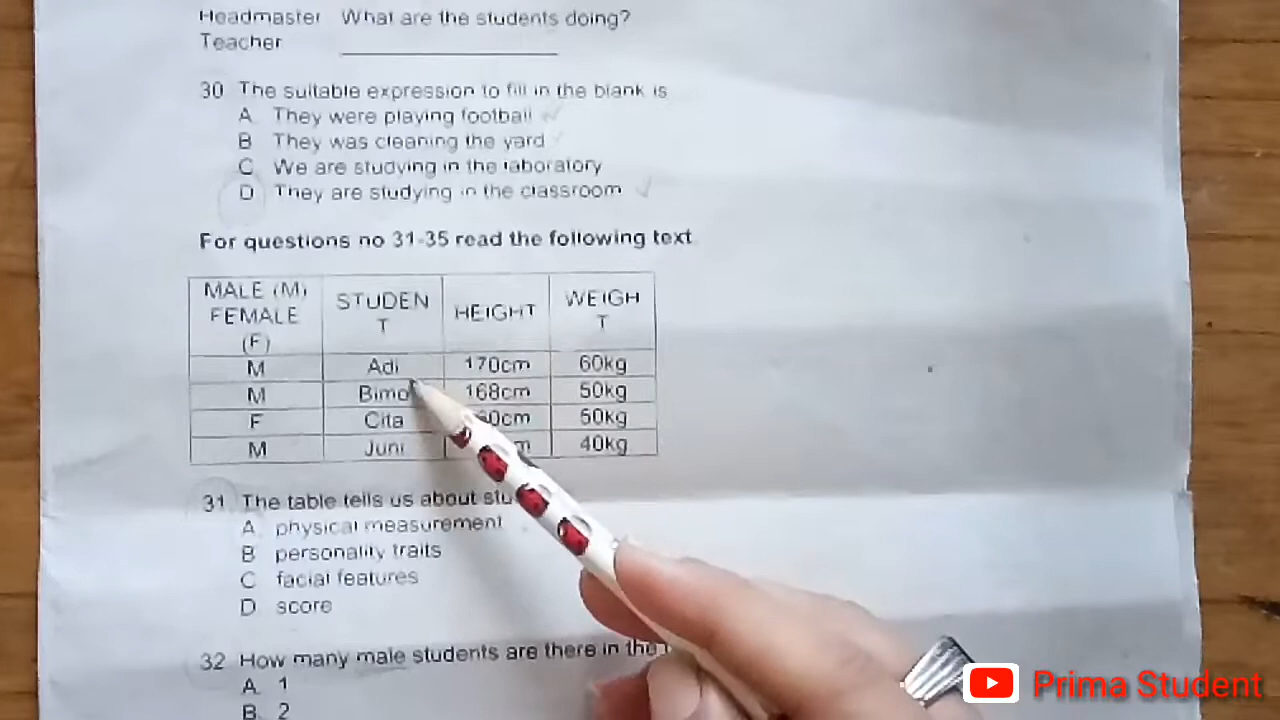 Headmaster What are the students doing?
Teacher
30 The suitable expression to fill in the blank is
A. They were playing football
B They was cleaning the yard
C. We are studying in the laboratory
D They are studying in the classroom
For questions no 31-35 read the following text
MALE (M) FEMALE (F) STUDENT HEIGHT WEIGHT
M Adi 170cm 60kg
M Bimo 168cm 50kg
F Cita 60cm 50kg
M Juni 40kg
31 The table tells us about
A. physical measurement
B personality traits
C facial features
D score
32 How many male students are there in the
A. 1
B. 2
Prima Student